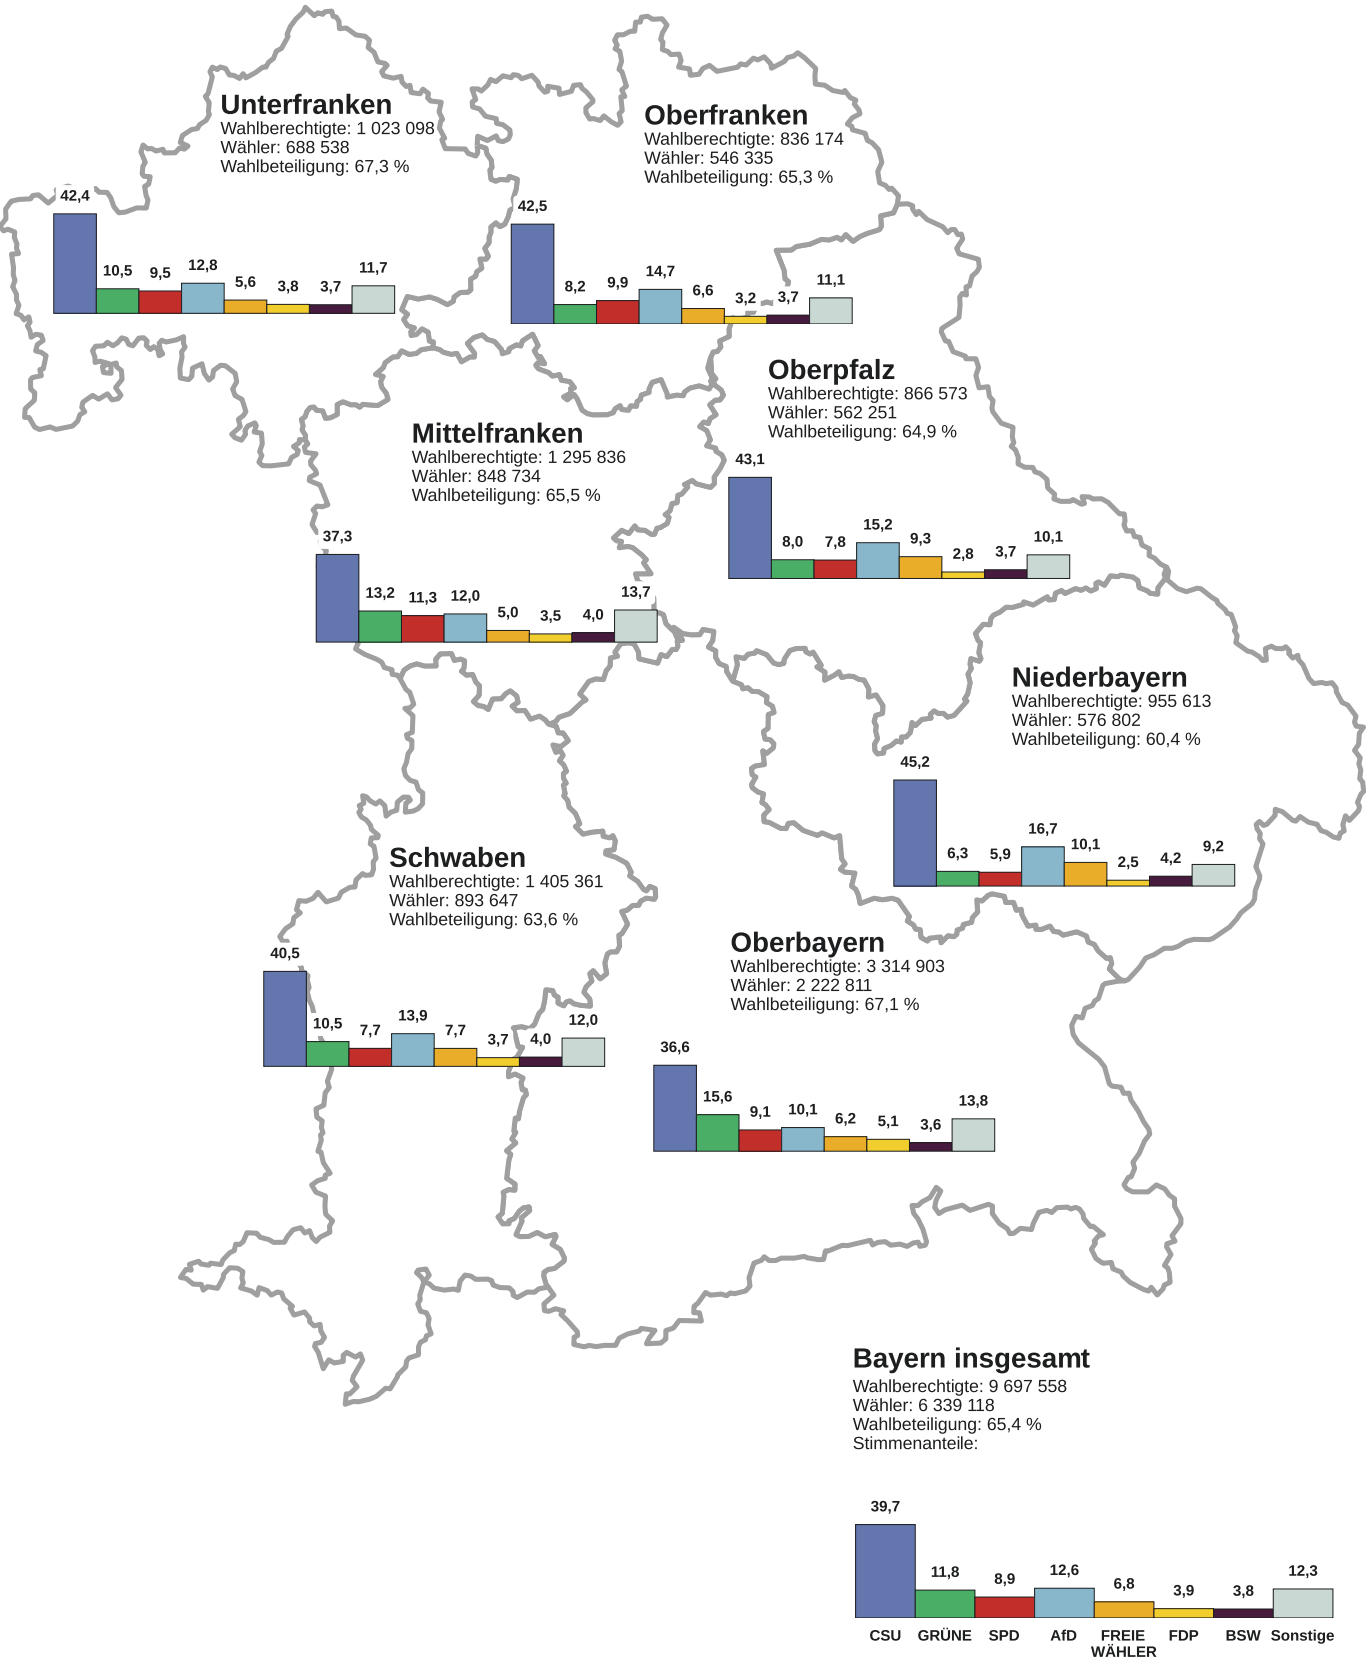 Unterfranken
Wahlberechtigte: 1 023 098
Wähler: 688 538
Wahlbeteiligung: 67,3 %
42,4
10,5
9,5
12,8
5,6
3,8
3,7
11,7
Oberfranken
Wahlberechtigte: 836 174
Wähler: 546 335
Wahlbeteiligung: 65,3 %
42,5
8,2
9,9
14,7
6,6
3,2
3,7
11,1
Oberpfalz
Wahlberechtigte: 866 573
Wähler: 562 251
Wahlbeteiligung: 64,9 %
43,1
8,0
7,8
15,2
9,3
2,8
3,7
10,1
Mittelfranken
Wahlberechtigte: 1 295 836
Wähler: 848 734
Wahlbeteiligung: 65,5 %
37,3
13,2
11,3
12,0
5,0
3,5
4,0
13,7
Niederbayern
Wahlberechtigte: 955 613
Wähler: 576 802
Wahlbeteiligung: 60,4 %
45,2
6,3
5,9
16,7
10,1
2,5
4,2
9,2
Schwaben
Wahlberechtigte: 1 405 361
Wähler: 893 647
Wahlbeteiligung: 63,6 %
40,5
10,5
7,7
13,9
7,7
3,7
4,0
12,0
Oberbayern
Wahlberechtigte: 3 314 903
Wähler: 2 222 811
Wahlbeteiligung: 67,1 %
36,6
15,6
9,1
10,1
6,2
5,1
3,6
13,8
Bayern insgesamt
Wahlberechtigte: 9 697 558
Wähler: 6 339 118
Wahlbeteiligung: 65,4 %
Stimmenanteile:
39,7
11,8
8,9
12,6
6,8
3,9
3,8
12,3
CSU
GRÜNE
SPD
AfD
FREIE
WÄHLER
FDP
BSW
Sonstige